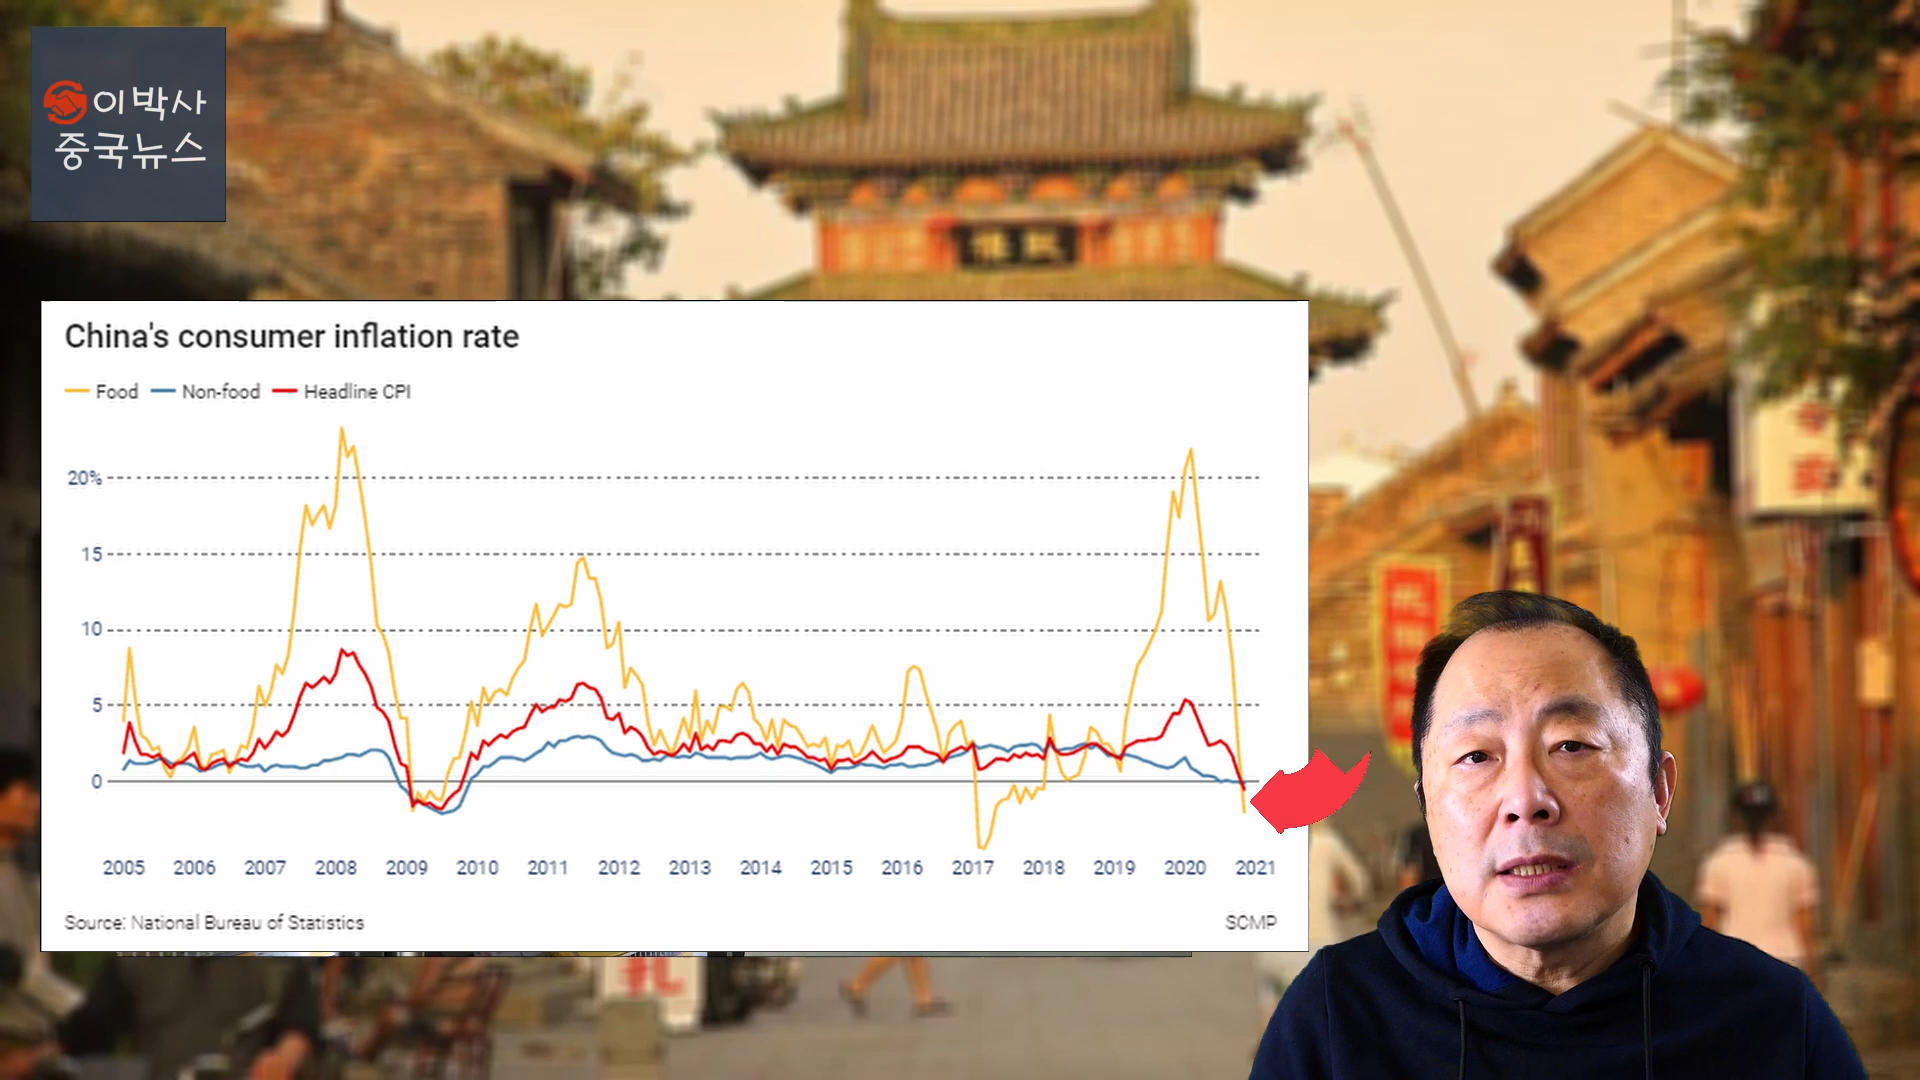 이박사
중국뉴스
China's consumer inflation rate
Food Non-food Headline CPI
20%
15
10
5
0
2005 2006 2007 2008 2009 2010 2011 2012 2013 2014 2015 2016 2017 2018 2019 2020 2021
Source: National Bureau of Statistics
SCMP